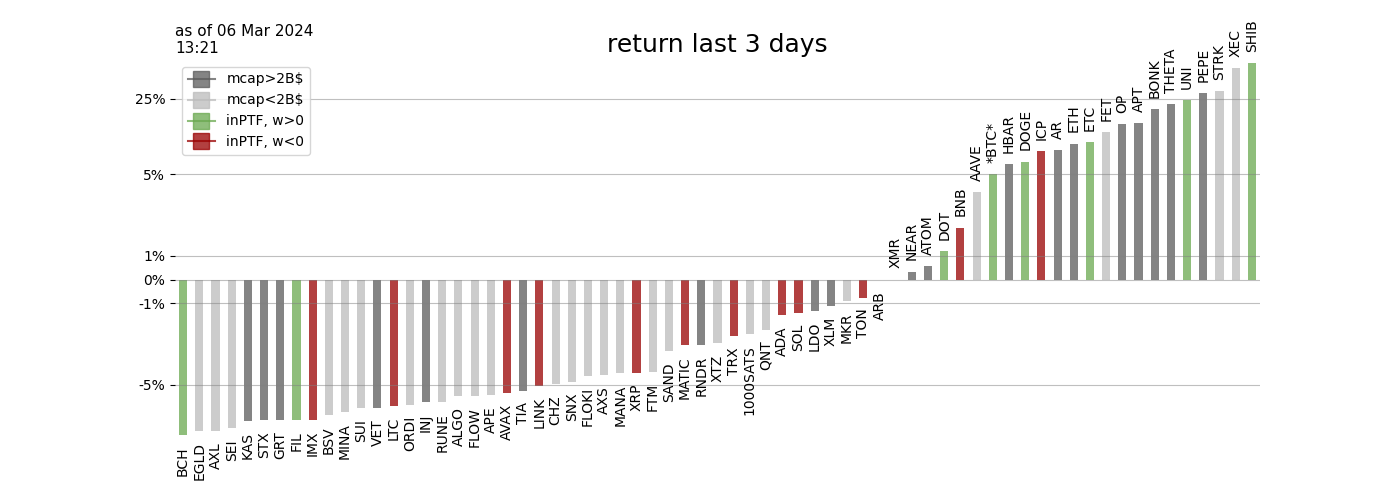 as of 06 Mar 2024
13:21
return last 3 days
mcap>2B$
mcap<2B$
inPTF, w>0
inPTF, w<0
25%
5%
1%
0%
-1%
-5%
BCH
EGLD
AXL
SEI
KAS
STX
GRT
FIL
IMX
BSV
MINA
SUI
VET
LTC
ORDI
INJ
RUNE
ALGO
FLOW
APE
AVAX
TIA
LINK
CHZ
SNX
FLOKI
AXS
MANA
XRP
FTM
SAND
MATIC
RNDR
XTZ
TRX
1000SATS
QNT
ADA
SOL
LDO
XLM
MKR
TON
ARB
XMR
NEAR
ATOM
DOT
BNB
AAVE
*BTC*
HBAR
DOGE
ICP
AR
ETH
ETC
FET
OP
APT
BONK
THETA
UNI
PEPE
STRK
XEC
SHIB